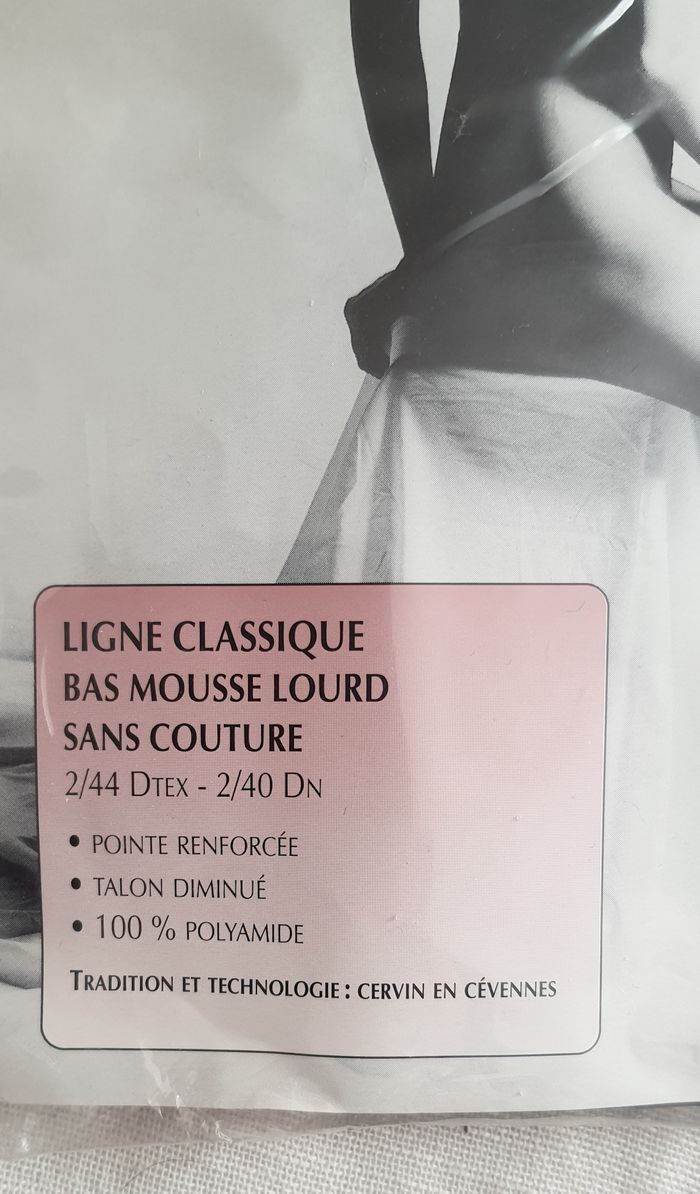 LIGNE CLASSIQUE
BAS MOUSSE LOURD
SANS COUTURE
2/44 DTEX - 2/40 DN
• POINTE RENFORCÉE
• TALON DIMINUÉ
• 100 % POLYAMIDE
TRADITION ET TECHNOLOGIE : CERVIN EN CÉVENNES